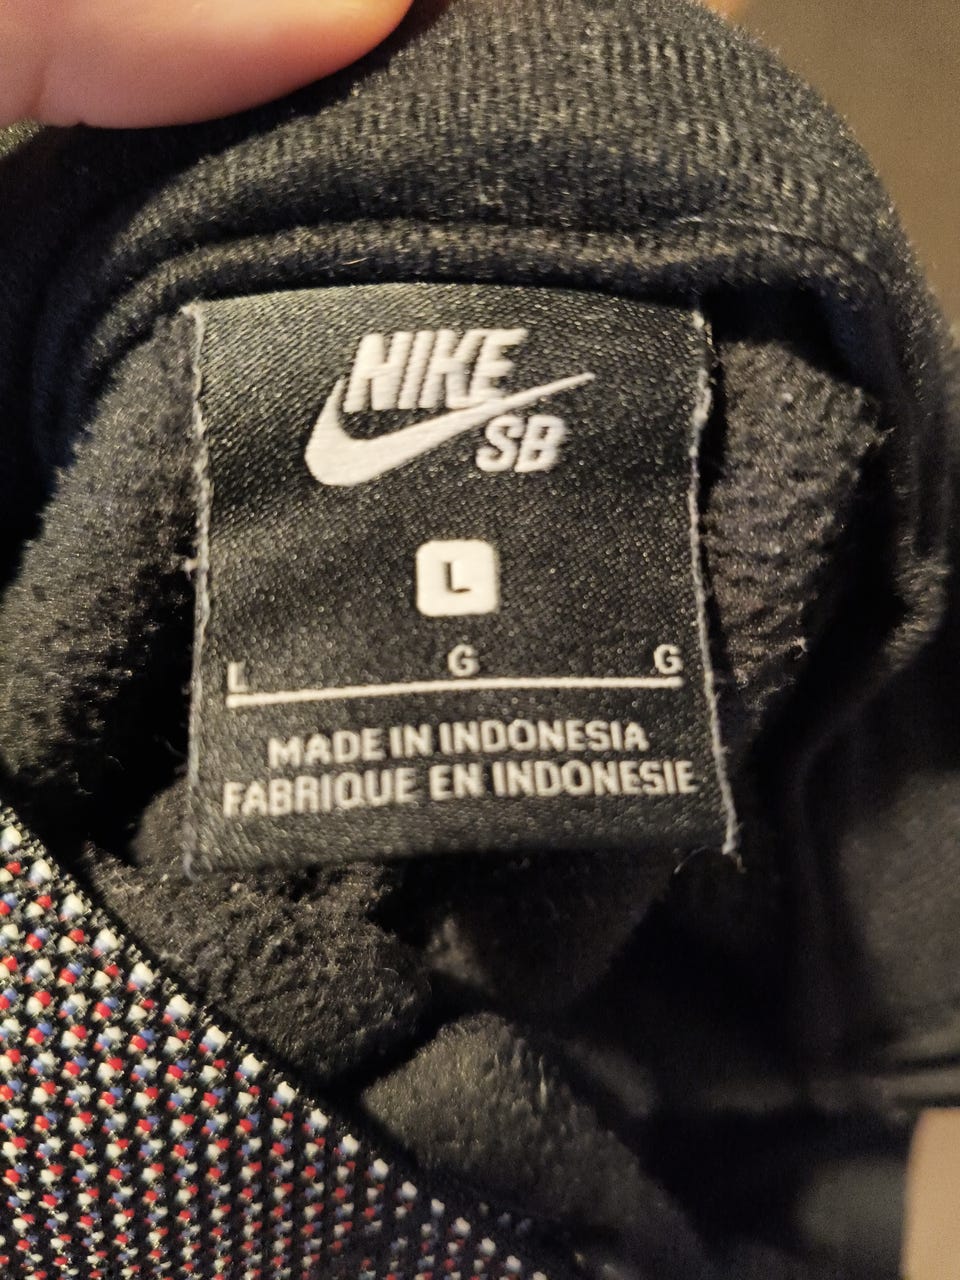 NIKE
SB
L
L G G
MADE IN INDONESIA
FABRIQUE EN INDONESIE